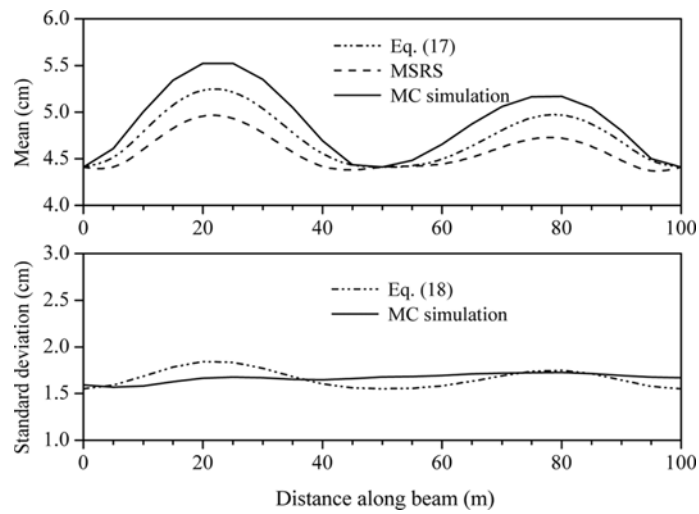 6.0
5.5
5.0
4.5
4.0
Mean (cm)
Eq. (17)
MSRS
MC simulation
0 20 40 60 80 100
3.0
2.5
2.0
1.5
1.0
Standard deviation (cm)
Eq. (18)
MC simulation
0 20 40 60 80 100
Distance along beam (m)